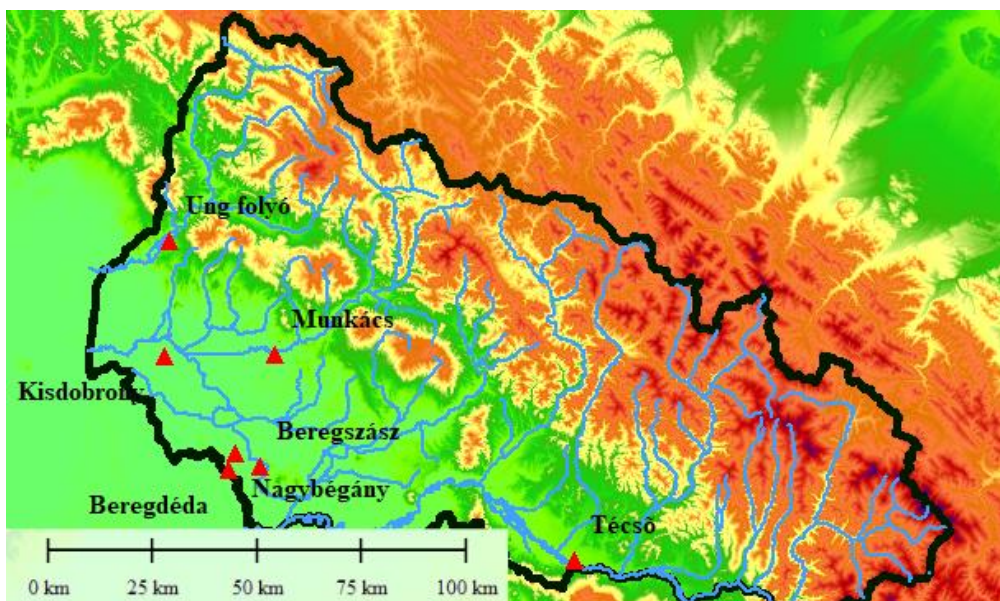 Ung folyó
Munkács
Kisdobrony
Beregszász
Nagybégány
Beregdéda
Técső
0 km 25 km 50 km 75 km 100 km